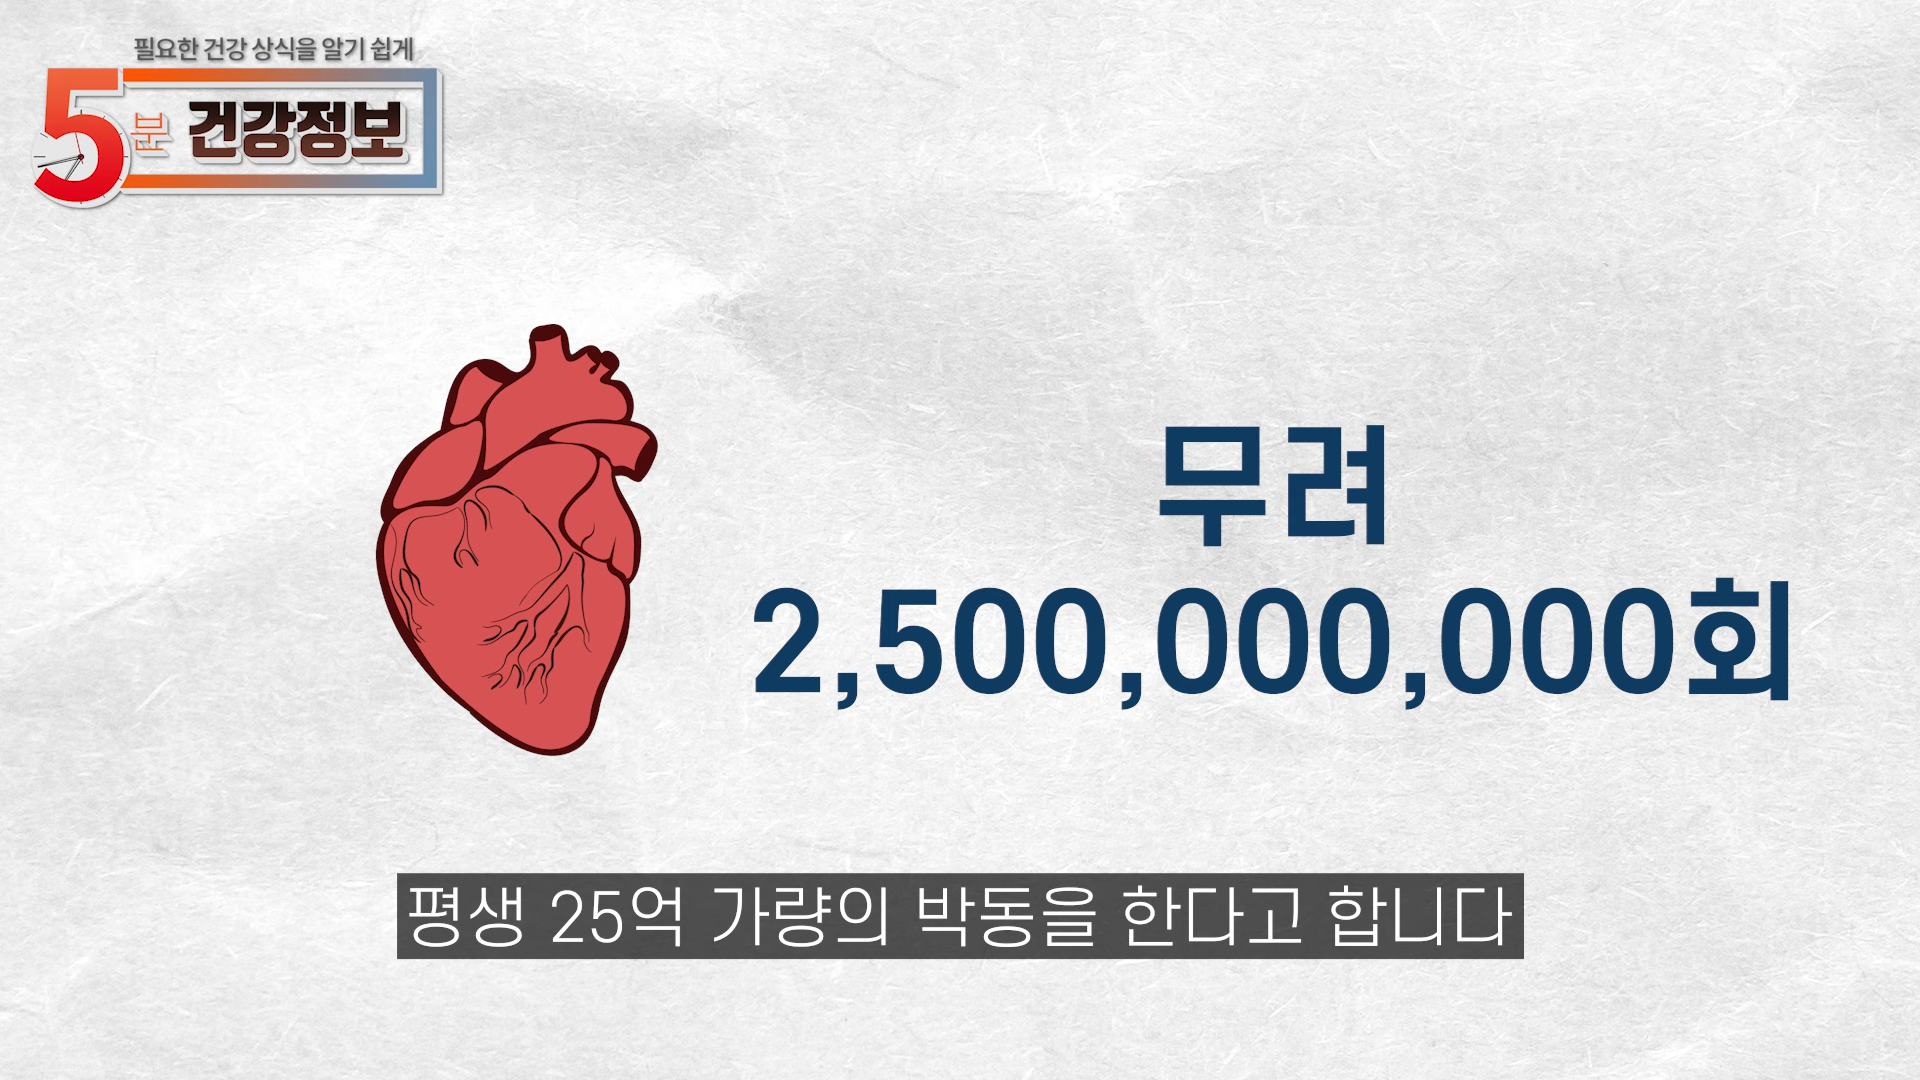 필요한 건강 상식을 알기 쉽게
5분 건강정보
무려
2,500,000,000회
평생 25억 가량의 박동을 한다고 합니다